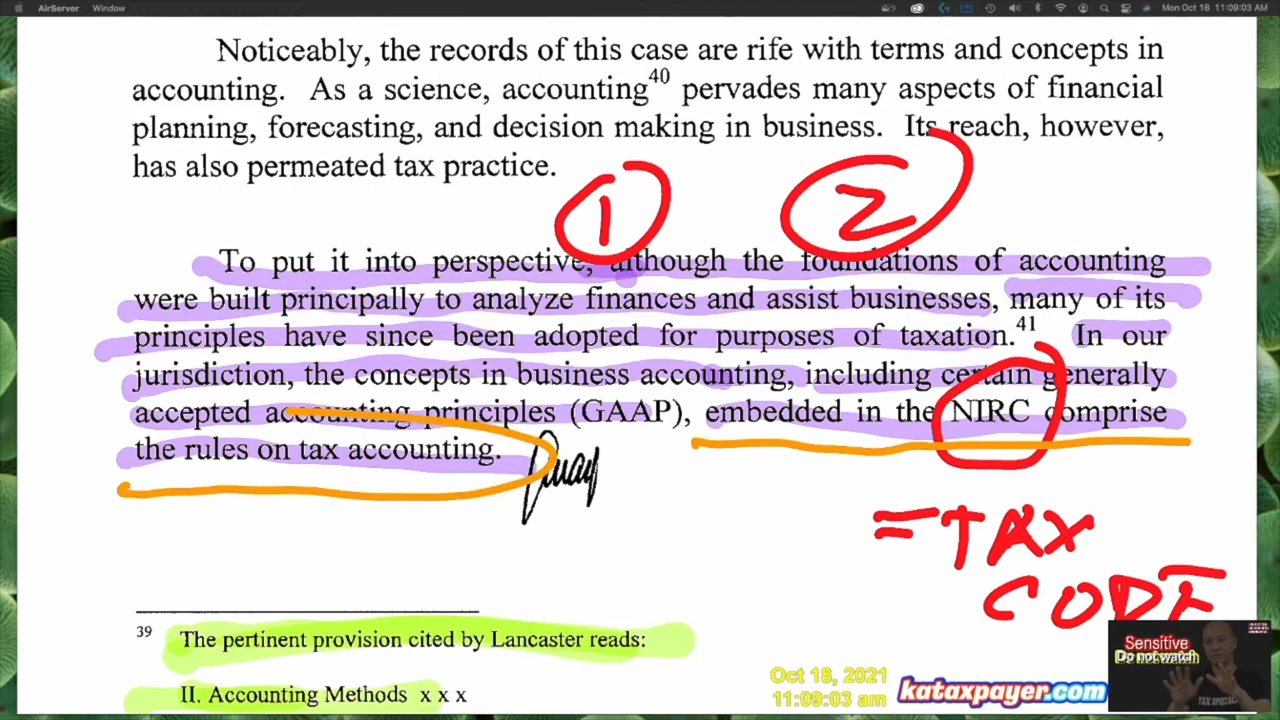 AirServer Window Mon Oct 18 11:09:03 AM
Noticeably, the records of this case are rife with terms and concepts in
accounting. As a science, accounting40 pervades many aspects of financial
planning, forecasting, and decision making in business. Its reach, however,
has also permeated tax practice.
1 2
To put it into perspective, although the foundations of accounting
were built principally to analyze finances and assist businesses, many of its
principles have since been adopted for purposes of taxation.41 In our
jurisdiction, the concepts in business accounting, including certain generally
accepted accounting principles (GAAP), embedded in the NIRC comprise
the rules on tax accounting.
= TAX
CODE
39 The pertinent provision cited by Lancaster reads:
II. Accounting Methods x x x
Oct 18, 2021
11:09:03 am
kataxpayer.com
Sensitive
Do not watch